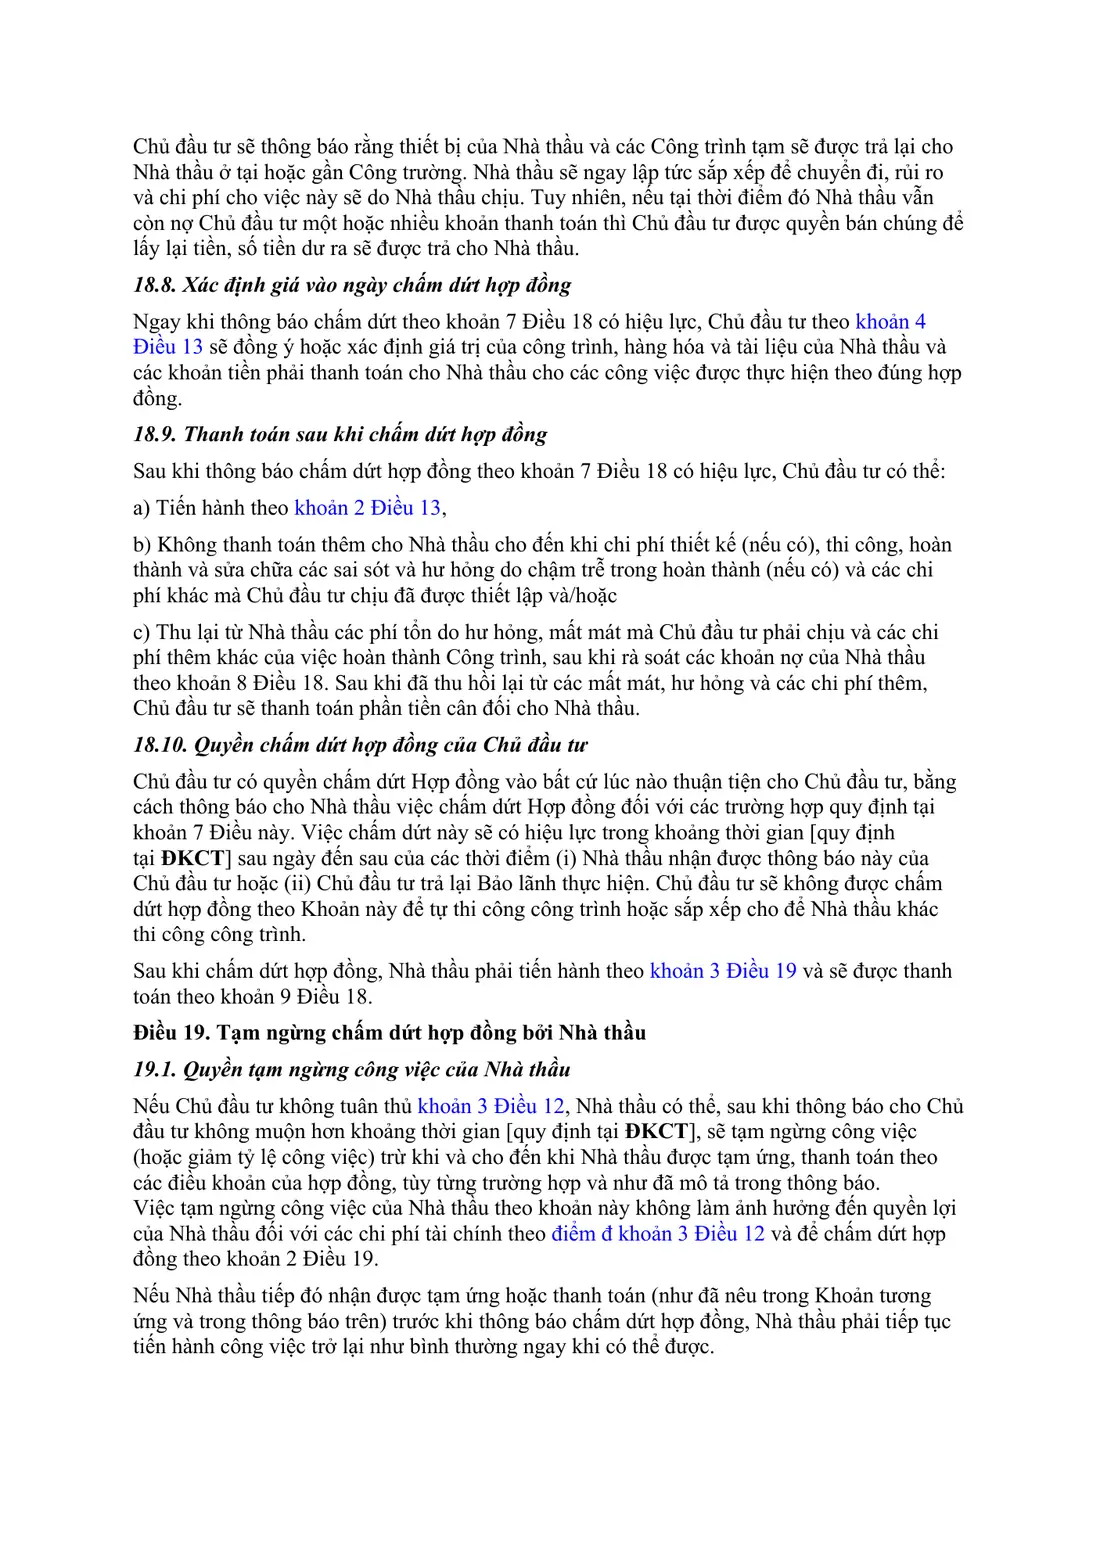 Chủ đầu tư sẽ thông báo rằng thiết bị của Nhà thầu và các Công trình tạm sẽ được trả lại cho
Nhà thầu ở tại hoặc gần Công trường. Nhà thầu sẽ ngay lập tức sắp xếp để chuyển đi, rủi ro
và chi phí cho việc này sẽ do Nhà thầu chịu. Tuy nhiên, nếu tại thời điểm đó Nhà thầu vẫn
còn nợ Chủ đầu tư một hoặc nhiều khoản thanh toán thì Chủ đầu tư được quyền bán chúng để
lấy lại tiền, số tiền dư ra sẽ được trả cho Nhà thầu.
18.8. Xác định giá vào ngày chấm dứt hợp đồng
Ngay khi thông báo chấm dứt theo khoản 7 Điều 18 có hiệu lực, Chủ đầu tư theo khoản 4
Điều 13 sẽ đồng ý hoặc xác định giá trị của công trình, hàng hóa và tài liệu của Nhà thầu và
các khoản tiền phải thanh toán cho Nhà thầu cho các công việc được thực hiện theo đúng hợp
đồng.
18.9. Thanh toán sau khi chấm dứt hợp đồng
Sau khi thông báo chấm dứt hợp đồng theo khoản 7 Điều 18 có hiệu lực, Chủ đầu tư có thể:
a) Tiến hành theo khoản 2 Điều 13,
b) Không thanh toán thêm cho Nhà thầu cho đến khi chi phí thiết kế (nếu có), thi công, hoàn
thành và sửa chữa các sai sót và hư hỏng do chậm trễ trong hoàn thành (nếu có) và các chi
phí khác mà Chủ đầu tư chịu đã được thiết lập và/hoặc
c) Thu lại từ Nhà thầu các phí tổn do hư hỏng, mất mát mà Chủ đầu tư phải chịu và các chi
phí thêm khác của việc hoàn thành Công trình, sau khi rà soát các khoản nợ của Nhà thầu
theo khoản 8 Điều 18. Sau khi đã thu hồi lại từ các mất mát, hư hỏng và các chi phí thêm,
Chủ đầu tư sẽ thanh toán phần tiền cân đối cho Nhà thầu.
18.10. Quyền chấm dứt hợp đồng của Chủ đầu tư
Chủ đầu tư có quyền chấm dứt Hợp đồng vào bất cứ lúc nào thuận tiện cho Chủ đầu tư, bằng
cách thông báo cho Nhà thầu việc chấm dứt Hợp đồng đối với các trường hợp quy định tại
khoản 7 Điều này. Việc chấm dứt này sẽ có hiệu lực trong khoảng thời gian [quy định
tại ĐKCT] sau ngày đến sau của các thời điểm (i) Nhà thầu nhận được thông báo này của
Chủ đầu tư hoặc (ii) Chủ đầu tư trả lại Bảo lãnh thực hiện. Chủ đầu tư sẽ không được chấm
dứt hợp đồng theo Khoản này để tự thi công công trình hoặc sắp xếp cho để Nhà thầu khác
thi công công trình.
Sau khi chấm dứt hợp đồng, Nhà thầu phải tiến hành theo khoản 3 Điều 19 và sẽ được thanh
toán theo khoản 9 Điều 18.
Điều 19. Tạm ngừng chấm dứt hợp đồng bởi Nhà thầu
19.1. Quyền tạm ngừng công việc của Nhà thầu
Nếu Chủ đầu tư không tuân thủ khoản 3 Điều 12, Nhà thầu có thể, sau khi thông báo cho Chủ
đầu tư không muộn hơn khoảng thời gian [quy định tại ĐKCT], sẽ tạm ngừng công việc
(hoặc giảm tỷ lệ công việc) trừ khi và cho đến khi Nhà thầu được tạm ứng, thanh toán theo
các điều khoản của hợp đồng, tùy từng trường hợp và như đã mô tả trong thông báo.
Việc tạm ngừng công việc của Nhà thầu theo khoản này không làm ảnh hưởng đến quyền lợi
của Nhà thầu đối với các chi phí tài chính theo điểm đ khoản 3 Điều 12 và để chấm dứt hợp
đồng theo khoản 2 Điều 19.
Nếu Nhà thầu tiếp đó nhận được tạm ứng hoặc thanh toán (như đã nêu trong Khoản tương
ứng và trong thông báo trên) trước khi thông báo chấm dứt hợp đồng, Nhà thầu phải tiếp tục
tiến hành công việc trở lại như bình thường ngay khi có thể được.